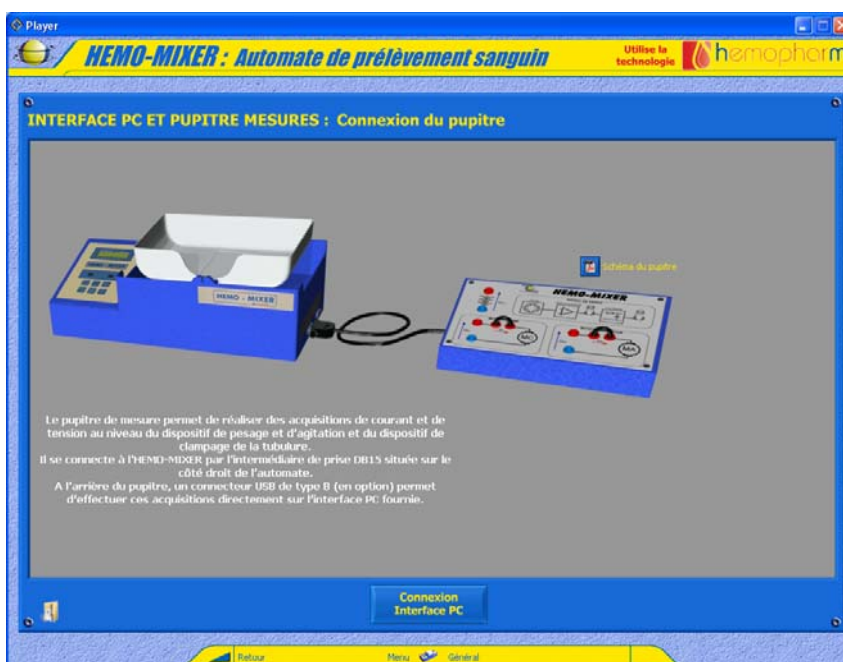 Player
HEMO-MIXER : Automate de prélèvement sanguin
Utilise la
technologie
hemopharm
INTERFACE PC ET PUPITRE MESURES : Connexion du pupitre
Schéma du pupitre
HEMO-MIXER
HEMO - MIXER
MC
MA
Le pupitre de mesure permet de réaliser des acquisitions de courant et de
tension au niveau du dispositif de pesage et d'agitation et du dispositif de
clampage de la tubulure.
Il se connecte à l'HEMO-MIXER par l'intermédiaire de prise DB15 située sur le
côté droit de l'automate.
A l'arrière du pupitre, un connecteur USB de type B (en option) permet
d'effectuer ces acquisitions directement sur l'interface PC fournie.
Connexion
Interface PC
Retour
Menu
Général